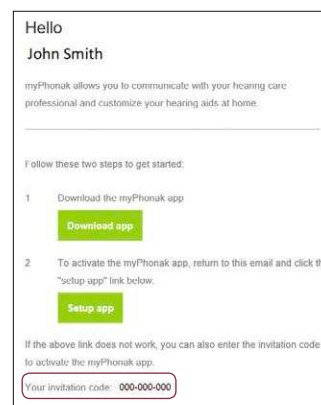 Hello
John Smith
myPhonak allows you to communicate with your hearing care
professional and customize your hearing aids at home.
Follow these two steps to get started:
1 Download the myPhonak app
Download app
2 To activate the myPhonak app, return to this email and click th
"setup app" link below:
Setup app
If the above link does not work, you can also enter the invitation code
to activate the myPhonak app.
Your invitation code: 000-000-000